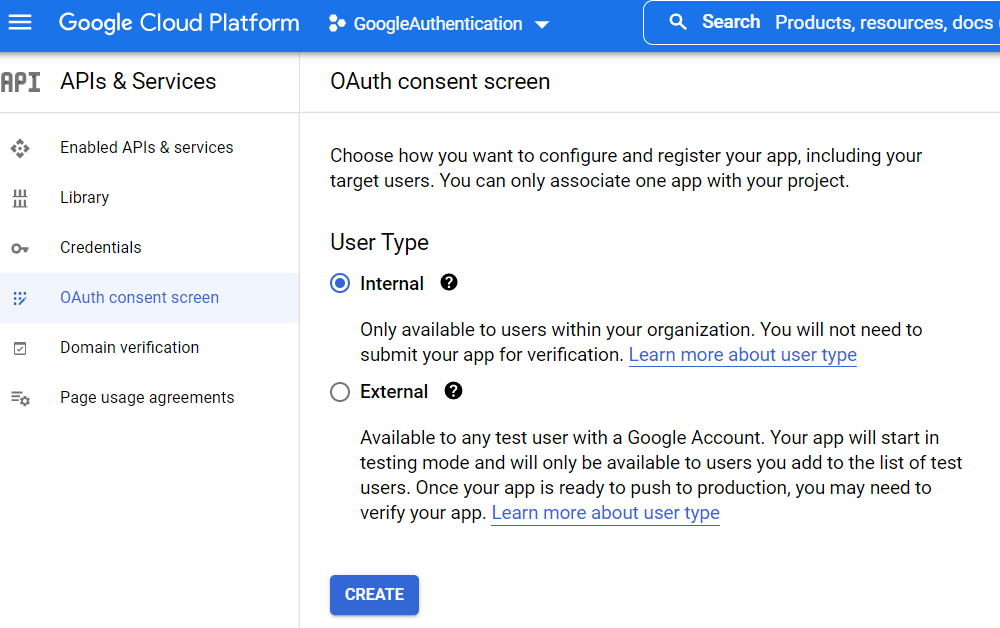 Google Cloud Platform
GoogleAuthentication
Search Products, resources, docs
API APIs & Services
Enabled APIs & services
Library
Credentials
OAuth consent screen
Domain verification
Page usage agreements
OAuth consent screen
Choose how you want to configure and register your app, including your
target users. You can only associate one app with your project.
User Type
Internal ?
Only available to users within your organization. You will not need to
submit your app for verification. Learn more about user type
External ?
Available to any test user with a Google Account. Your app will start in
testing mode and will only be available to users you add to the list of test
users. Once your app is ready to push to production, you may need to
verify your app. Learn more about user type
CREATE